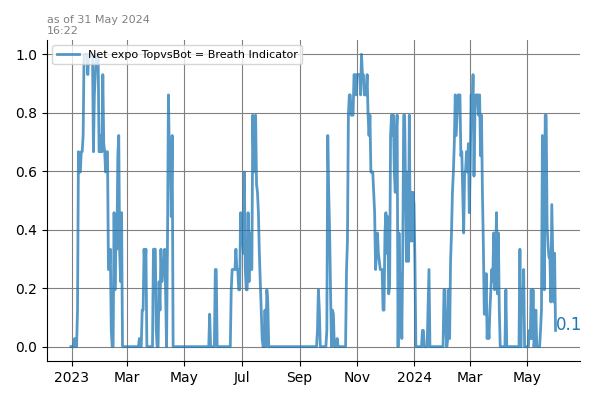 as of 31 May 2024
16:22
Net expo TopvsBot = Breath Indicator
1.0
0.8
0.6
0.4
0.2
0.0
0.1
2023 Mar May Jul Sep Nov 2024 Mar May